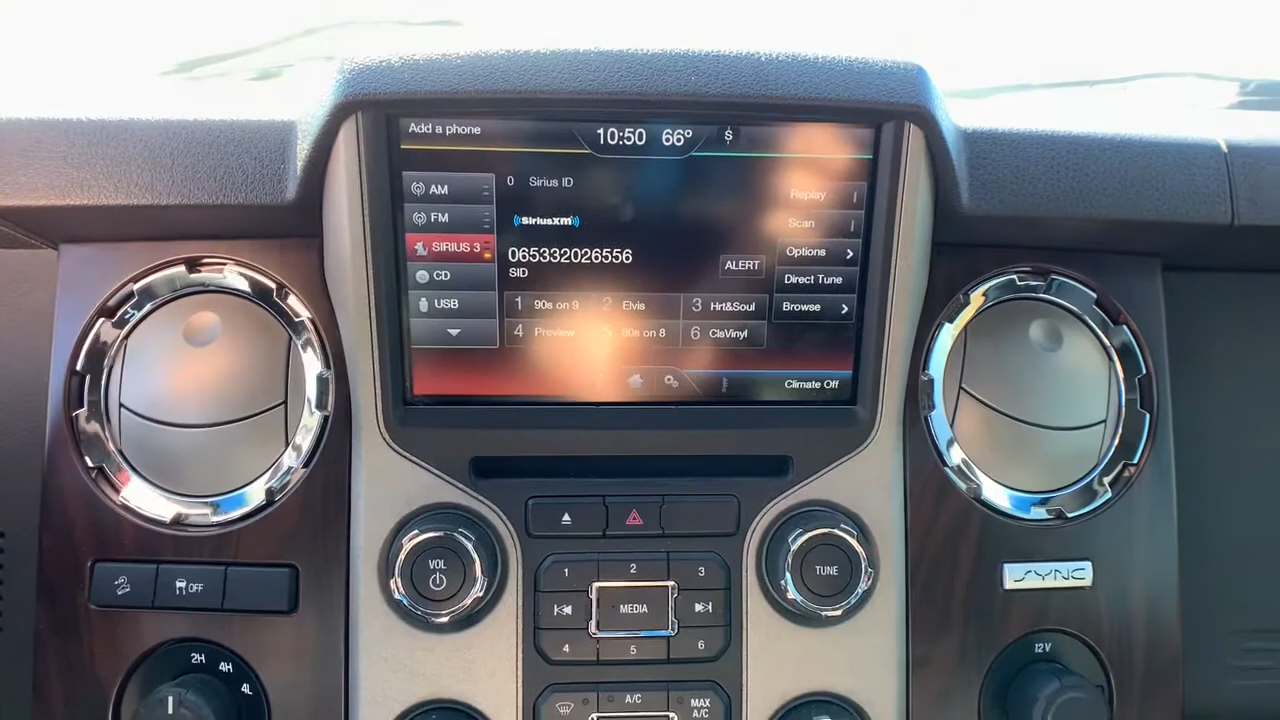 Add a phone
10:50 66°
$
AM
FM
SIRIUS 3
CD
USB
0 Sirius ID
((SiriusXM))
065332026556
SID
ALERT
1 90s on 9
2 Elvis
3 Hrt&Soul
4 Preview
5 80s on 8
6 ClsVinyl
Replay
Scan
Options
Direct Tune
Browse
Climate Off
VOL
TUNE
1 2 3
MEDIA
4 5 6
OFF
SYNC
2H
4H
4L
12V
A/C
MAX
A/C